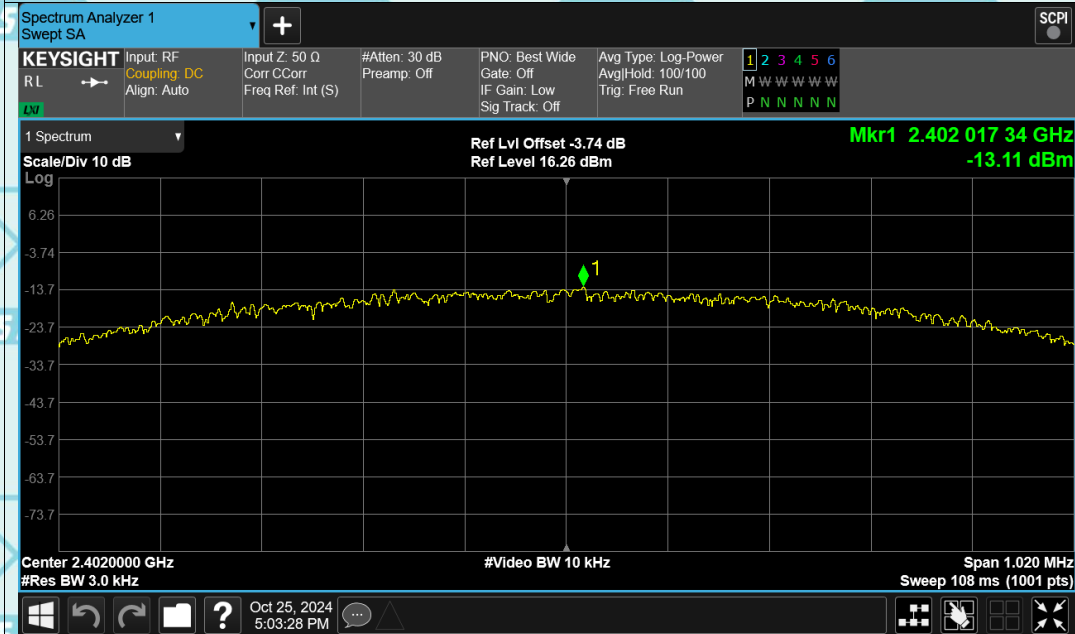 Spectrum Analyzer 1
Swept SA
+
SCPI
KEYSIGHT
R L
LXI
Input: RF
Coupling: DC
Align: Auto
Input Z: 50 Ω
Corr CCorr
Freq Ref: Int (S)
#Atten: 30 dB
Preamp: Off
PNO: Best Wide
Gate: Off
IF Gain: Low
Sig Track: Off
Avg Type: Log-Power
Avg|Hold: 100/100
Trig: Free Run
1 2 3 4 5 6
M W W W W W
P N N N N N
1 Spectrum
Scale/Div 10 dB
Log
Ref Lvl Offset -3.74 dB
Ref Level 16.26 dBm
Mkr1 2.402 017 34 GHz
-13.11 dBm
6.26
-3.74
-13.7
-23.7
-33.7
-43.7
-53.7
-63.7
-73.7
1
Center 2.4020000 GHz
#Res BW 3.0 kHz
#Video BW 10 kHz
Span 1.020 MHz
Sweep 108 ms (1001 pts)
?
Oct 25, 2024
5:03:28 PM